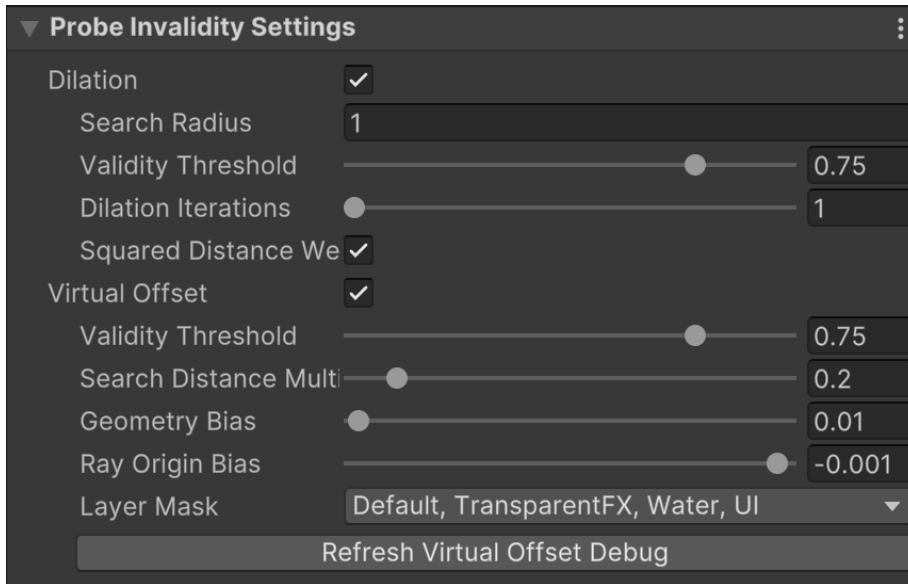 Probe Invalidity Settings
Dilation
Search Radius 1
Validity Threshold 0.75
Dilation Iterations 1
Squared Distance We
Virtual Offset
Validity Threshold 0.75
Search Distance Multi 0.2
Geometry Bias 0.01
Ray Origin Bias -0.001
Layer Mask Default, TransparentFX, Water, UI
Refresh Virtual Offset Debug